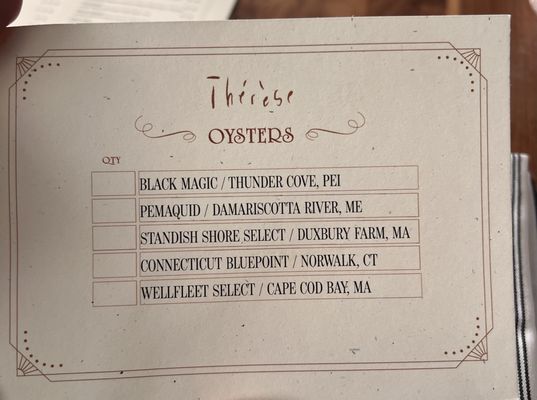 Thérèse
OYSTERS
QTY
BLACK MAGIC / THUNDER COVE, PEI
PEMAQUID / DAMARISCOTTA RIVER, ME
STANDISH SHORE SELECT / DUXBURY FARM, MA
CONNECTICUT BLUEPOINT / NORWALK, CT
WELLFLEET SELECT / CAPE COD BAY, MA